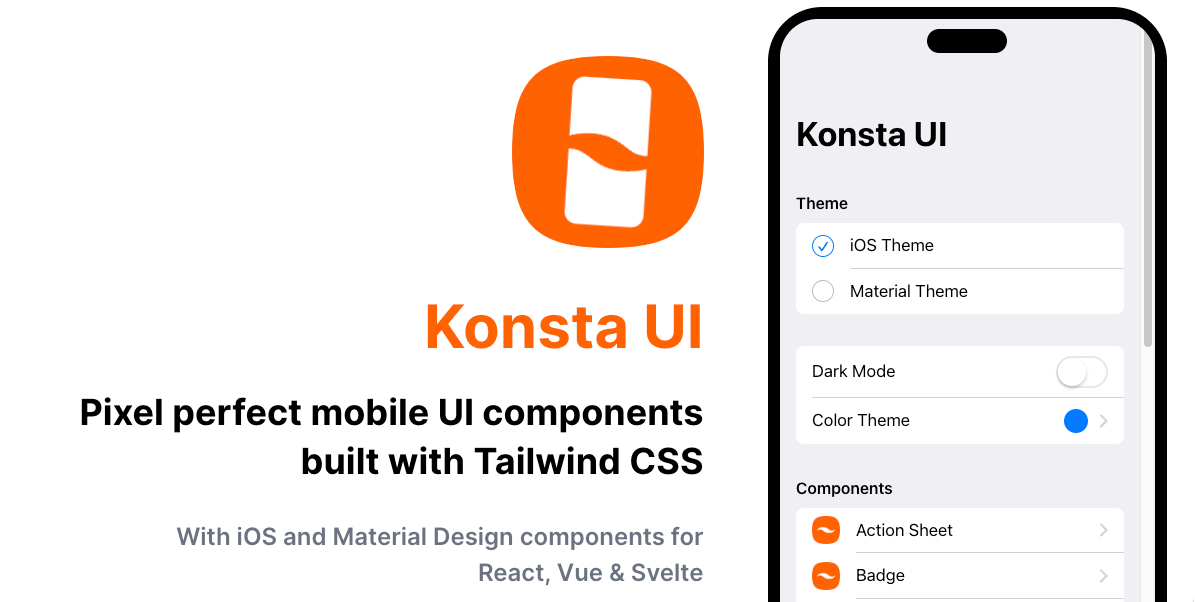 Konsta UI
Pixel perfect mobile UI components
built with Tailwind CSS
With iOS and Material Design components for
React, Vue & Svelte
Konsta UI
Theme
iOS Theme
Material Theme
Dark Mode
Color Theme
Components
Action Sheet
Badge